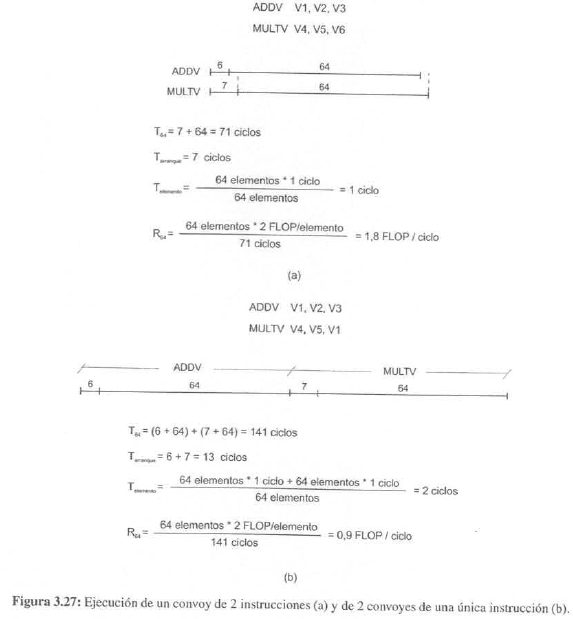 ADDV V1, V2, V3
MULTV V4, V5, V6
ADDV 6 64
MULTV 7 64
T64= 7 + 64 = 71 ciclos
Tarranque= 7 ciclos
Telemento= 64 elementos * 1 ciclo / 64 elementos = 1 ciclo
R64= 64 elementos * 2 FLOP/elemento / 71 ciclos = 1,8 FLOP / ciclo
(a)
ADDV V1, V2, V3
MULTV V4, V5, V1
ADDV MULTV
6 64 7 64
T64 = (6 + 64) + (7 + 64) = 141 ciclos
Tarranque = 6 + 7 = 13 ciclos
Telemento= 64 elementos * 1 ciclo + 64 elementos * 1 ciclo / 64 elementos = 2 ciclos
R64= 64 elementos * 2 FLOP/elemento / 141 ciclos = 0,9 FLOP / ciclo
(b)
Figura 3.27: Ejecución de un convoy de 2 instrucciones (a) y de 2 convoyes de una única instrucción (b).